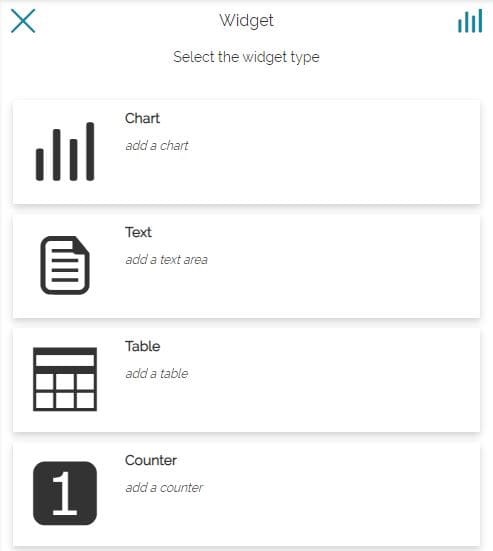 Widget
Select the widget type
Chart
add a chart
Text
add a text area
Table
add a table
1
Counter
add a counter